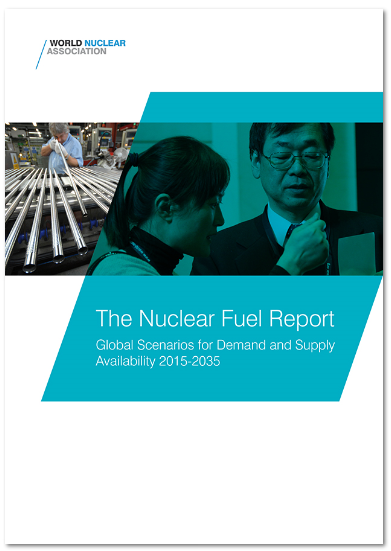 WORLD NUCLEAR
ASSOCIATION
The Nuclear Fuel Report
Global Scenarios for Demand and Supply
Availability 2015-2035